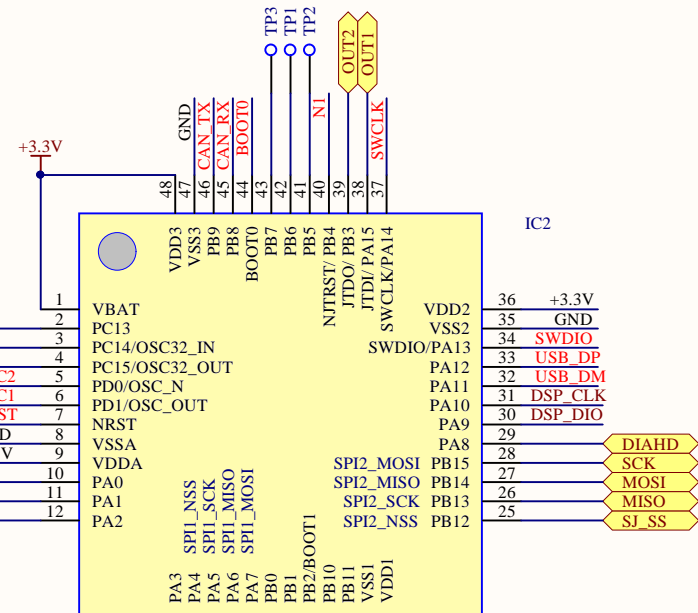 TP3
TP1
TP2
OUT2
OUT1
GND
CAN_TX
CAN_RX
BOOT0
N1
SWCLK
+3.3V
48
47
46
45
44
43
42
41
40
39
38
37
IC2
VDD3
VSS3
PB9
PB8
BOOT0
PB7
PB6
PB5
NJTRST/ PB4
JTDO/ PB3
JTDI/ PA15
SWCLK/PA14
1 VBAT
2 PC13
3 PC14/OSC32_IN
4 PC15/OSC32_OUT
C2 5 PD0/OSC_N
C1 6 PD1/OSC_OUT
ST 7 NRST
D 8 VSSA
V 9 VDDA
10 PA0
11 PA1
12 PA2
VDD2 36 +3.3V
VSS2 35 GND
SWDIO/PA13 34 SWDIO
PA12 33 USB_DP
PA11 32 USB_DM
PA10 31 DSP_CLK
PA9 30 DSP_DIO
PA8 29 DIAHD
SPI2_MOSI PB15 28 SCK
SPI2_MISO PB14 27 MOSI
SPI2_SCK PB13 26 MISO
SPI2_NSS PB12 25 SJ_SS
SPI1_NSS
SPI1_SCK
SPI1_MISO
SPI1_MOSI
PA3
PA4
PA5
PA6
PA7
PB0
PB1
PB2/BOOT1
PB10
PB11
VSS1
VDD1